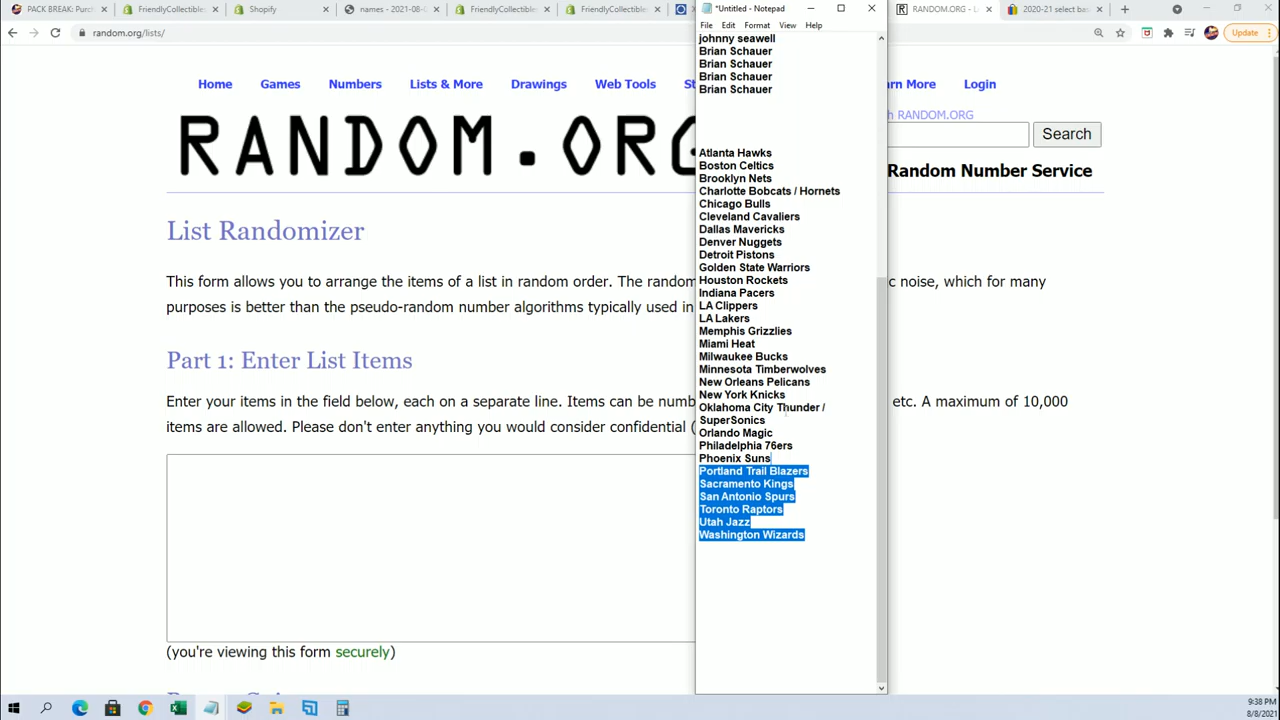 PACK BREAK: Purch
FriendlyCollectibles
Shopify
names - 2021-08-0
FriendlyCollectibles
FriendlyCollectibles
*Untitled - Notepad
RANDOM.ORG - L
2020-21 select bas
random.org/lists/
Update
File Edit Format View Help
johnny seawell
Brian Schauer
Brian Schauer
Brian Schauer
Brian Schauer
Home Games Numbers Lists & More Drawings Web Tools St
rn More Login
h RANDOM.ORG
Search
RANDOM.ORG
Random Number Service
Atlanta Hawks
Boston Celtics
Brooklyn Nets
Charlotte Bobcats / Hornets
Chicago Bulls
Cleveland Cavaliers
Dallas Mavericks
Denver Nuggets
Detroit Pistons
Golden State Warriors
Houston Rockets
Indiana Pacers
LA Clippers
LA Lakers
Memphis Grizzlies
Miami Heat
Milwaukee Bucks
Minnesota Timberwolves
New Orleans Pelicans
New York Knicks
Oklahoma City Thunder /
SuperSonics
Orlando Magic
Philadelphia 76ers
Phoenix Suns
Portland Trail Blazers
Sacramento Kings
San Antonio Spurs
Toronto Raptors
Utah Jazz
Washington Wizards
List Randomizer
This form allows you to arrange the items of a list in random order. The random
c noise, which for many
purposes is better than the pseudo-random number algorithms typically used in
Part 1: Enter List Items
Enter your items in the field below, each on a separate line. Items can be numb
etc. A maximum of 10,000
items are allowed. Please don't enter anything you would consider confidential (
(you're viewing this form securely)
9:38 PM
8/8/2021